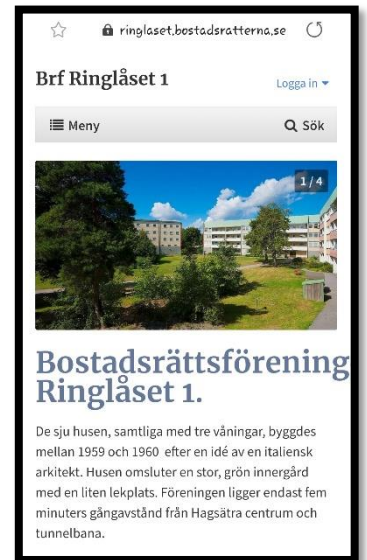 ringlaset.bostadsratterna.se
Brf Ringlåset 1
Logga in
Meny
Sök
1/4
Bostadsrättsförening
Ringlåset 1.
De sju husen, samtliga med tre våningar, byggdes
mellan 1959 och 1960 efter en idé av en italiensk
arkitekt. Husen omsluter en stor, grön innergård
med en liten lekplats. Föreningen ligger endast fem
minuters gångavstånd från Hagsätra centrum och
tunnelbana.